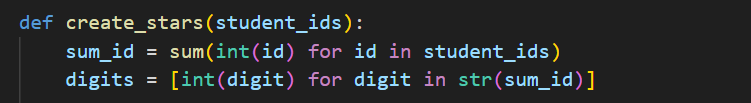 def create_stars(student_ids):
    sum_id = sum(int(id) for id in student_ids)
    digits = [int(digit) for digit in str(sum_id)]